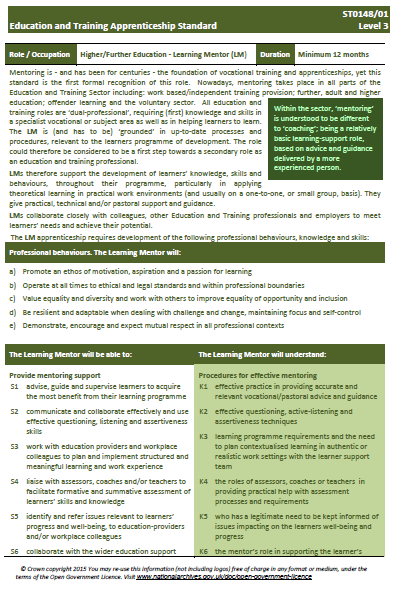 ST0148/01
Education and Training Apprenticeship Standard Level 3
Role / Occupation Higher/Further Education - Learning Mentor (LM) Duration Minimum 12 months
Mentoring is - and has been for centuries - the foundation of vocational training and apprenticeships, yet this
standard is the first formal recognition of this role. Nowadays, mentoring takes place in all parts of the
Education and Training Sector including: work based/independent training provision; further, adult and higher
education; offender learning and the voluntary sector. All education and
training roles are 'dual-professional', requiring (first) knowledge and skills in
a specialist vocational or subject area as well as in helping learners to learn.
The LM is (and has to be) 'grounded' in up-to-date processes and
procedures, relevant to the learners programme of development. The role
could therefore be considered to be a first step towards a secondary role as
an education and training professional.
Within the sector, 'mentoring'
is understood to be different
to 'coaching'; being a relatively
basic learning-support role,
based on advice and guidance
delivered by a more
experienced person.
LMs therefore support the development of learners' knowledge, skills and
behaviours, throughout their programme, particularly in applying
theoretical learning in practical work environments (and usually on a one-to-one, or small group, basis). They
give practical, technical and/or pastoral support and guidance.
LMs collaborate closely with colleagues, other Education and Training professionals and employers to meet
learners' needs and achieve their potential.
The LM apprenticeship requires development of the following professional behaviours, knowledge and skills:
Professional behaviours. The Learning Mentor will:
a) Promote an ethos of motivation, aspiration and a passion for learning
b) Operate at all times to ethical and legal standards and within professional boundaries
c) Value equality and diversity and work with others to improve equality of opportunity and inclusion
d) Be resilient and adaptable when dealing with challenge and change, maintaining focus and self-control
e) Demonstrate, encourage and expect mutual respect in all professional contexts
The Learning Mentor will be able to:
Provide mentoring support
S1 advise, guide and supervise learners to acquire
the most benefit from their learning programme
S2 communicate and collaborate effectively and use
effective questioning, listening and assertiveness
skills
S3 work with education providers and workplace
colleagues to plan and implement structured and
meaningful learning and work experience
S4 liaise with assessors, coaches and/or teachers to
facilitate formative and summative assessment of
learners' skills and knowledge
S5 identify and refer issues relevant to learners'
progress and well-being, to education-providers
and/or workplace colleagues
S6 collaborate with the wider education support
The Learning Mentor will understand:
Procedures for effective mentoring
K1 effective practice in providing accurate and
relevant vocational/pastoral advice and guidance
K2 effective questioning, active-listening and
assertiveness techniques
K3 learning programme requirements and the need
to plan contextualised learning in authentic or
realistic work settings with the learner support
team
K4 the roles of assessors, coaches or teachers in
providing practical help with assessment
processes and requirements
K5 who has a legitimate need to be kept informed of
issues impacting on the learners well-being and
progress
K6 the mentor's role in supporting the learner's
© Crown copyright 2015 You may re-use this information (not including logos) free of charge in any format or medium, under the
terms of the Open Government Licence. Visit www.nationalarchives.gov.uk/doc/open-government-licence